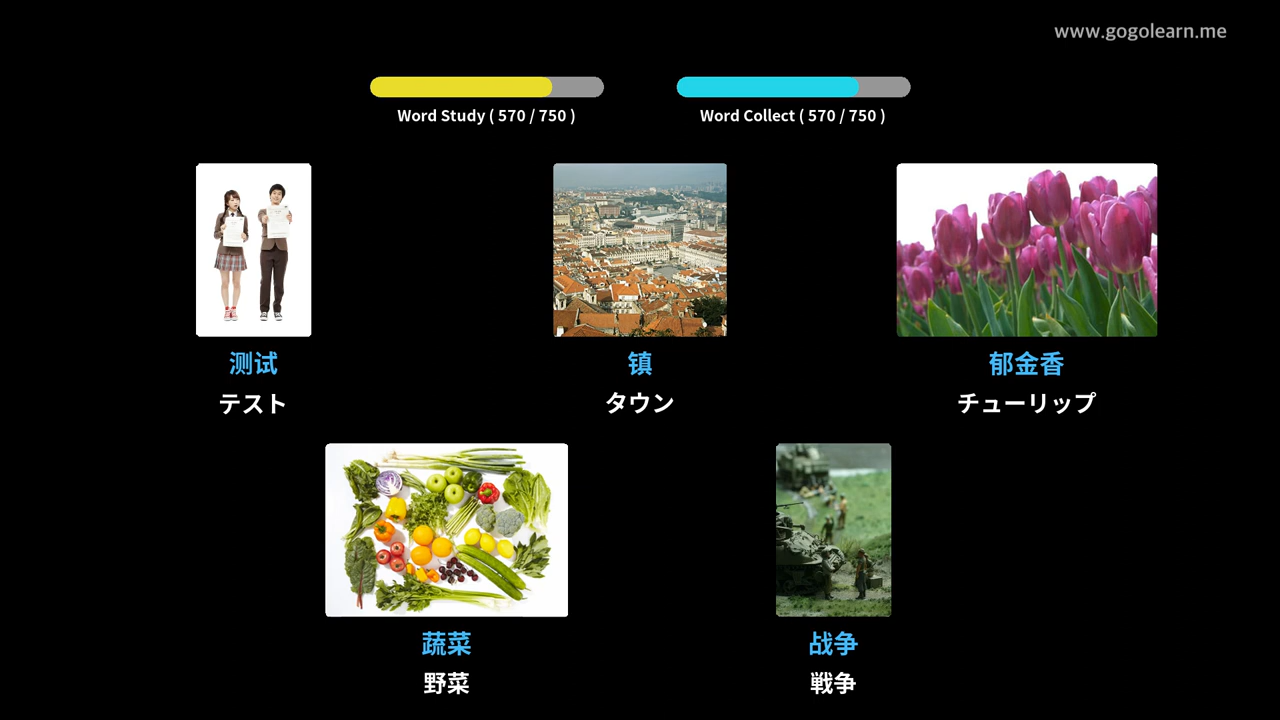 www.gogolearn.me
Word Study ( 570 / 750 )
Word Collect ( 570 / 750 )
测试
テスト
镇
タウン
郁金香
チューリップ
蔬菜
野菜
战争
戦争